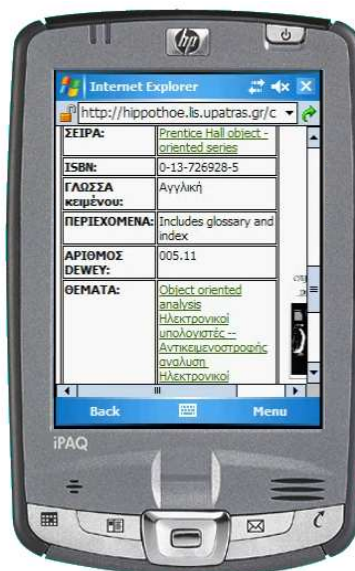 hp
Internet Explorer
http://hippothoe.lis.upatras.gr/c
ΣΕΙΡΑ: Prentice Hall object -
oriented series
ISBN: 0-13-726928-5
ΓΛΩΣΣΑ Αγγλική
κειμένου:
ΠΕΡΙΕΧΟΜΕΝΑ: Includes glossary and
index
ΑΡΙΘΜΟΣ 005.11
DEWEY:
ΘΕΜΑΤΑ: Object oriented
analysis
Ηλεκτρονικοί
υπολογιστές --
Αντικειμενοστροφής
ανάλυση
Ηλεκτρονικοί
Back Menu
iPAQ